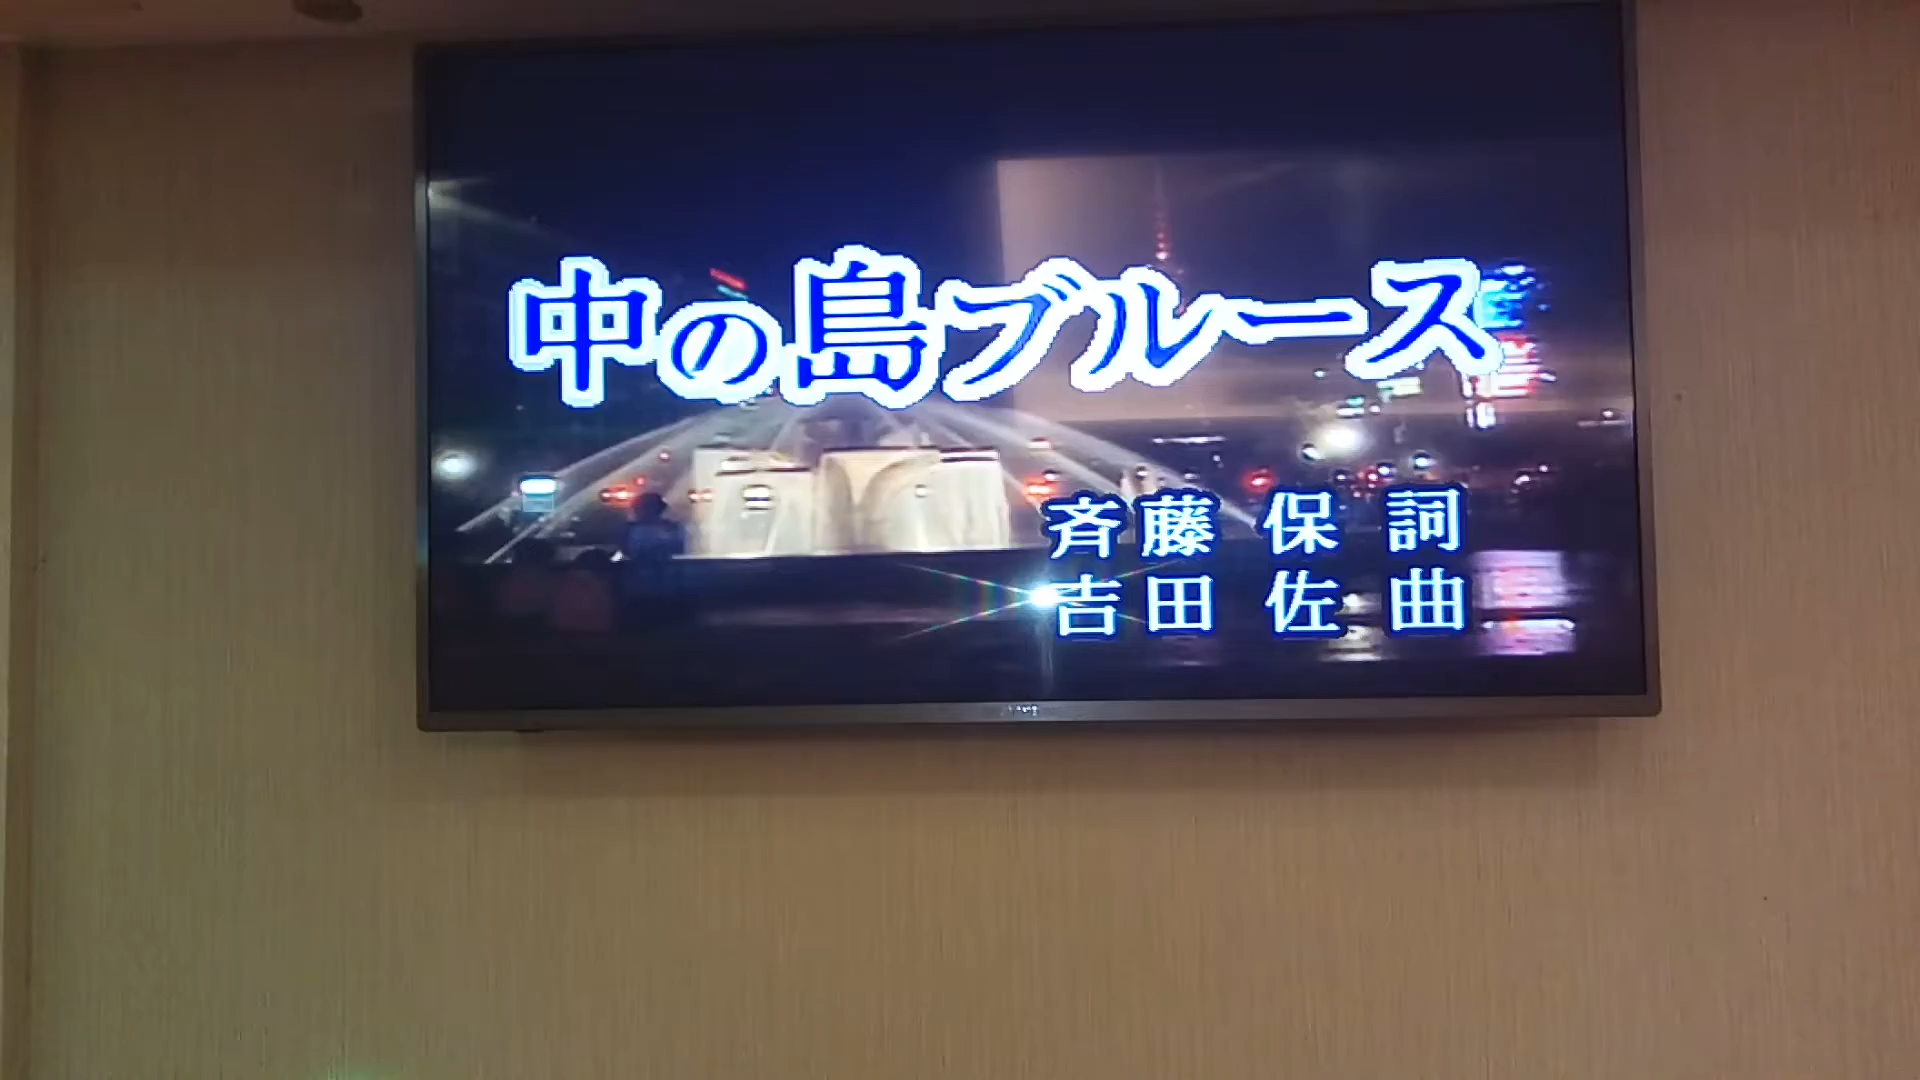 中の島ブルース
斉藤 保 詞
吉田 佐 曲